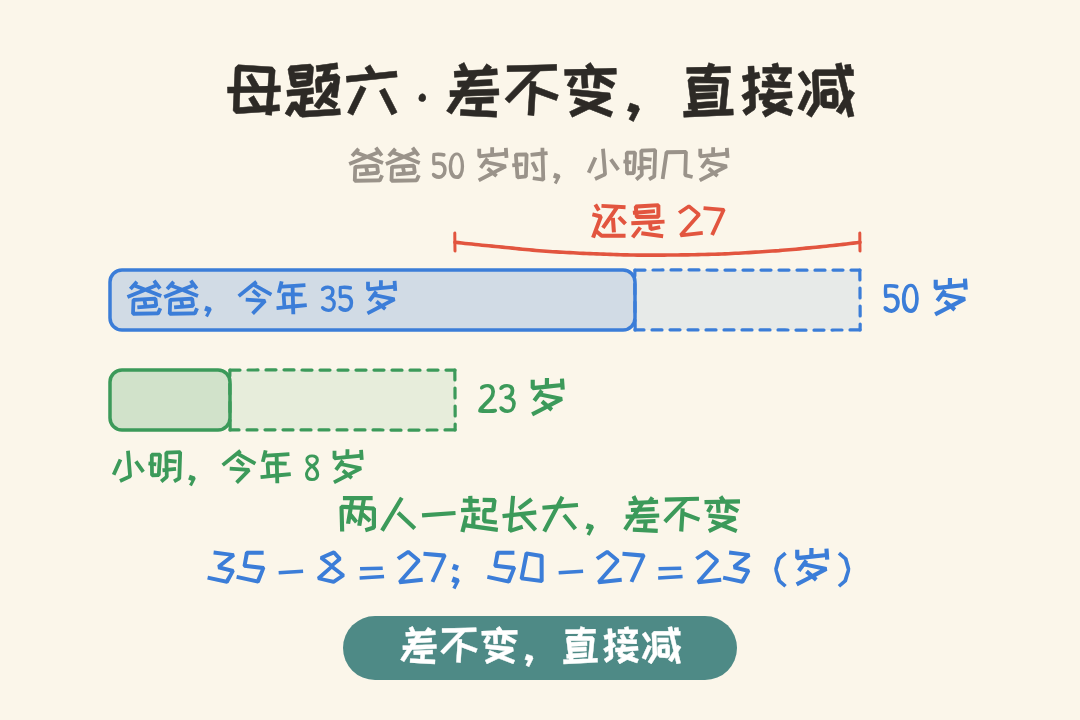 母题六·差不变，直接减
爸爸 50 岁时，小明几岁
还是 27
爸爸，今年 35 岁
50 岁
23 岁
小明，今年 8 岁
两人一起长大，差不变
35 − 8 = 27；50 − 27 = 23（岁）
差不变，直接减